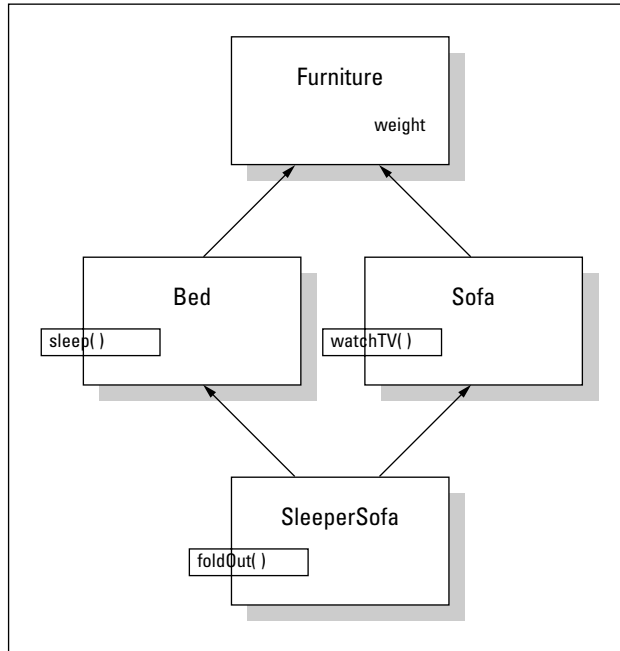 Furniture
weight
Bed
Sofa
sleep( )
watchTV( )
SleeperSofa
foldOut( )